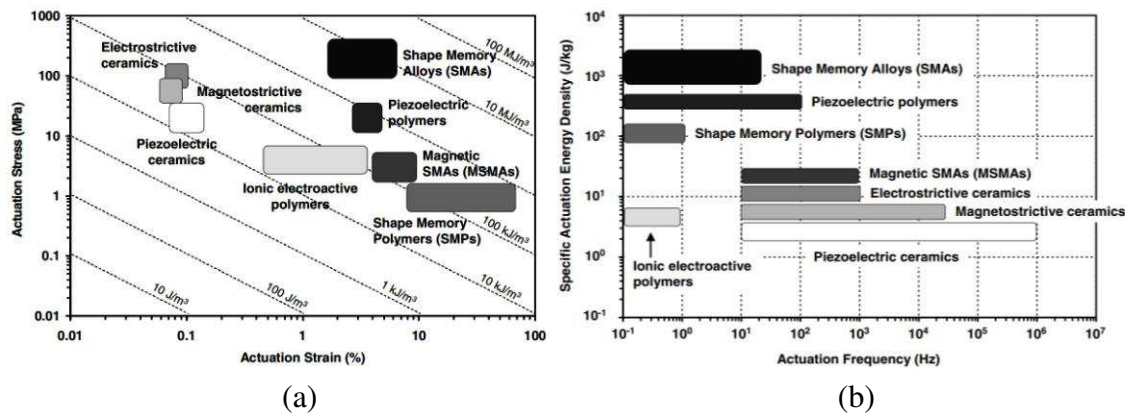 1000
100
10
1
0.1
0.01
Actuation Stress (MPa)
Electrostrictive
ceramics
Magnetostrictive
ceramics
Piezoelectric
ceramics
Ionic electroactive
polymers
Shape Memory
Alloys (SMAs)
Piezoelectric
polymers
Magnetic
SMAs (MSMAs)
Shape Memory
Polymers (SMPs)
100 MJ/m³
10 MJ/m³
100 kJ/m³
10 kJ/m³
1 kJ/m³
100 J/m³
10 J/m³
0.01 0.1 1 10 100
Actuation Strain (%)
(a)
Specific Actuation Energy Density (J/kg)
10⁴
10³
10²
10¹
10⁰
10⁻¹
Shape Memory Alloys (SMAs)
Piezoelectric polymers
Shape Memory Polymers (SMPs)
Magnetic SMAs (MSMAs)
Electrostrictive ceramics
Magnetostrictive ceramics
Piezoelectric ceramics
Ionic electroactive
polymers
10⁻¹ 10⁰ 10¹ 10² 10³ 10⁴ 10⁵ 10⁶ 10⁷
Actuation Frequency (Hz)
(b)